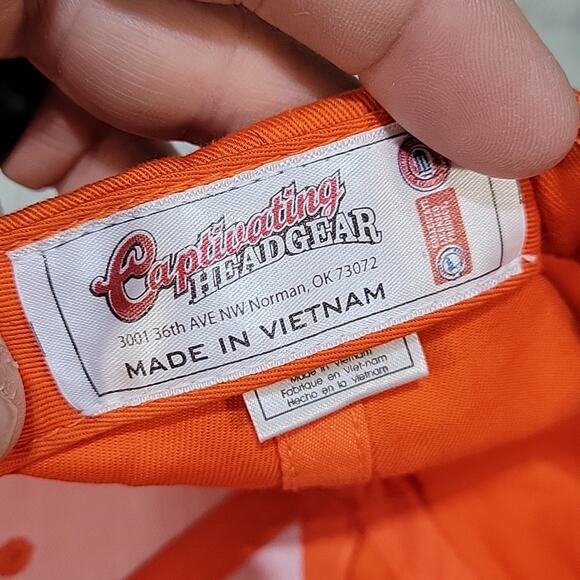 Captivating
HEADGEAR
3001 36th AVE NW Norman, OK 73072
MADE IN VIETNAM
Made in Vietnam
Fabrique en Viet-nam
Hecho en la vietnam